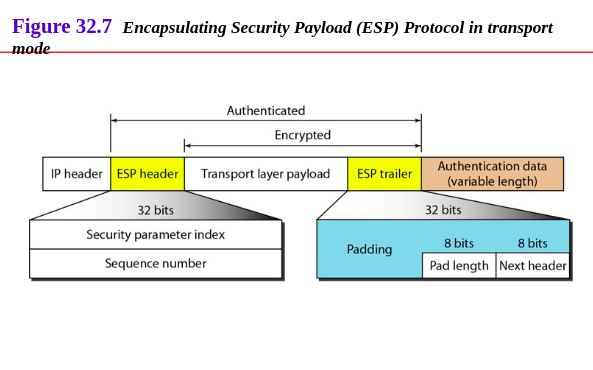 Figure 32.7 Encapsulating Security Payload (ESP) Protocol in transport
mode
Authenticated
Encrypted
IP header
ESP header
Transport layer payload
ESP trailer
Authentication data
(variable length)
32 bits
Security parameter index
Sequence number
32 bits
Padding
8 bits
8 bits
Pad length
Next header